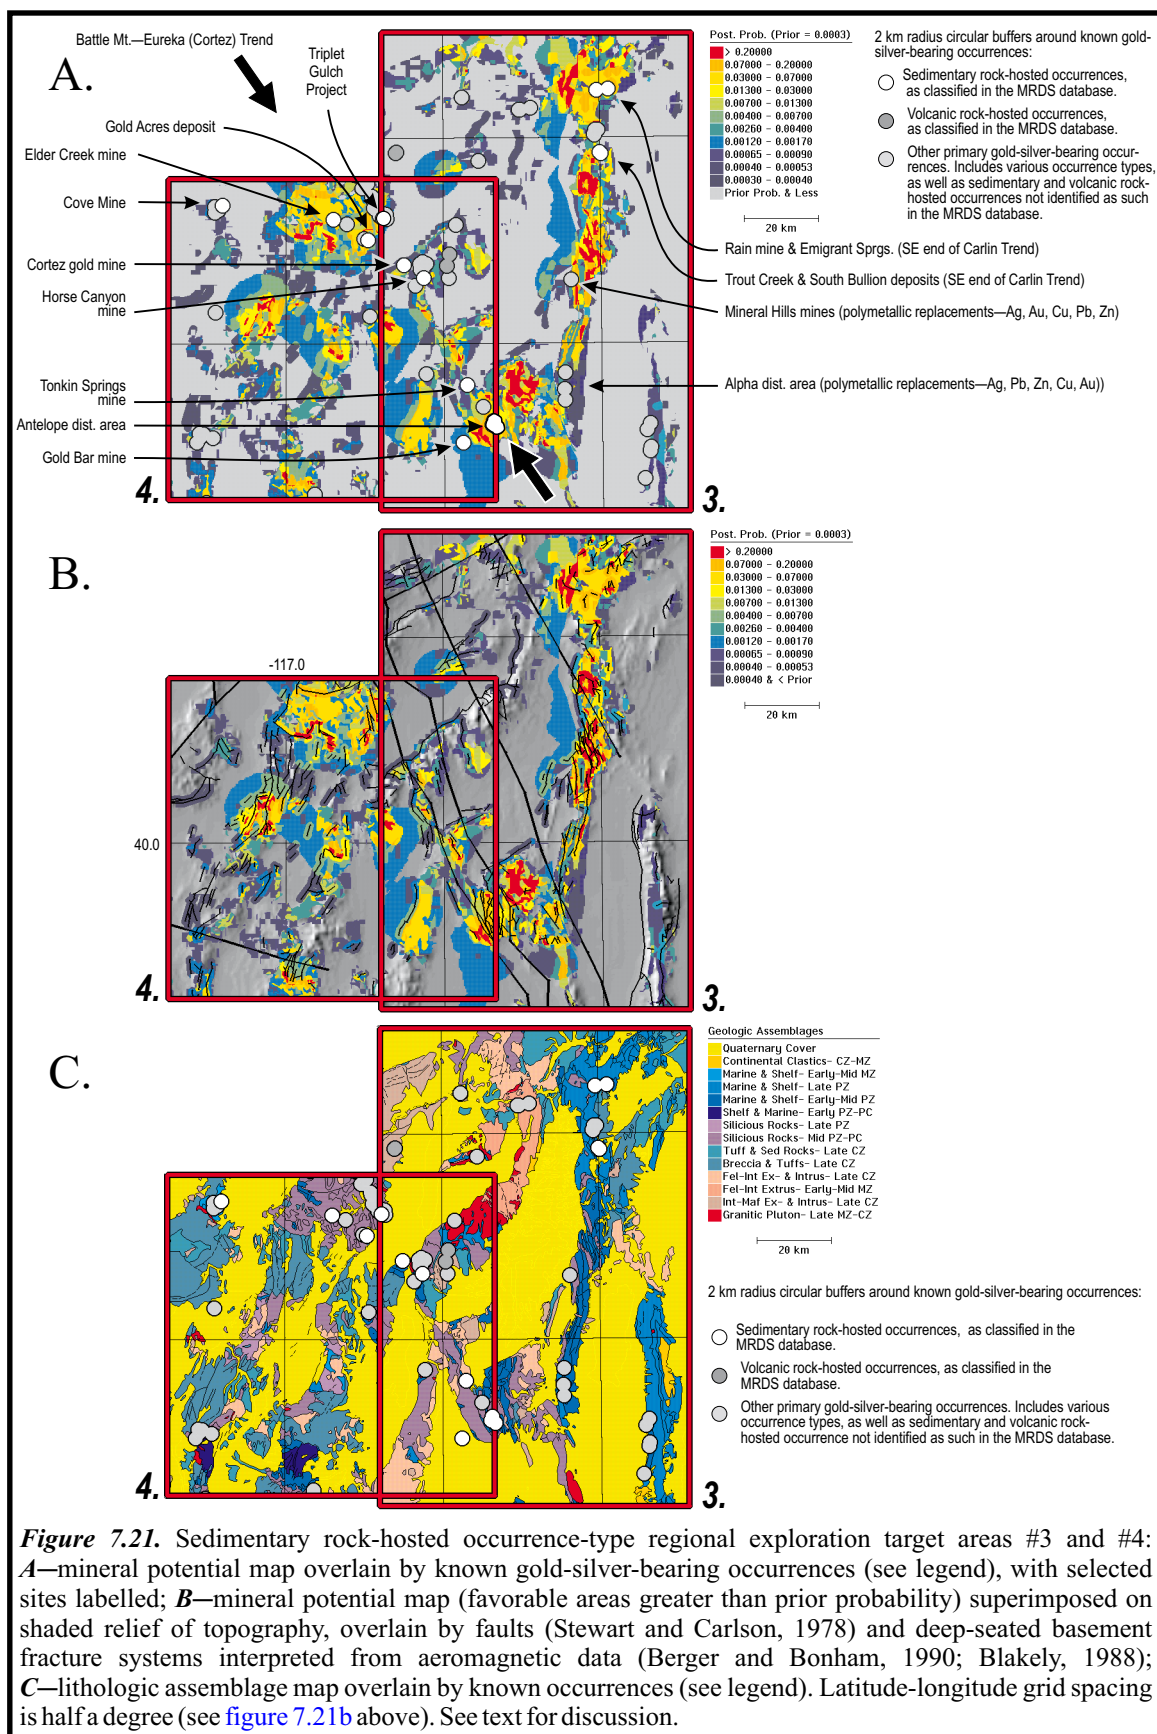 A.
Battle Mt.—Eureka (Cortez) Trend
Triplet
Gulch
Project
Gold Acres deposit
Elder Creek mine
Cove Mine
Cortez gold mine
Horse Canyon
mine
Tonkin Springs
mine
Antelope dist. area
Gold Bar mine
4.
3.
Post. Prob. (Prior = 0.0003)
> 0.20000
0.07000 - 0.20000
0.03000 - 0.07000
0.01300 - 0.03000
0.00700 - 0.01300
0.00400 - 0.00700
0.00260 - 0.00400
0.00120 - 0.00170
0.00065 - 0.00090
0.00040 - 0.00053
0.00030 - 0.00040
Prior Prob. & Less
20 km
2 km radius circular buffers around known gold-
silver-bearing occurrences:
Sedimentary rock-hosted occurrences,
as classified in the MRDS database.
Volcanic rock-hosted occurrences,
as classified in the MRDS database.
Other primary gold-silver-bearing occur-
rences. Includes various occurrence types,
as well as sedimentary and volcanic rock-
hosted occurrences not identified as such
in the MRDS database.
Rain mine & Emigrant Sprgs. (SE end of Carlin Trend)
Trout Creek & South Bullion deposits (SE end of Carlin Trend)
Mineral Hills mines (polymetallic replacements—Ag, Au, Cu, Pb, Zn)
Alpha dist. area (polymetallic replacements—Ag, Pb, Zn, Cu, Au))
B.
-117.0
40.0
4.
3.
Post. Prob. (Prior = 0.0003)
> 0.20000
0.07000 - 0.20000
0.03000 - 0.07000
0.01300 - 0.03000
0.00700 - 0.01300
0.00400 - 0.00700
0.00260 - 0.00400
0.00120 - 0.00170
0.00065 - 0.00090
0.00040 - 0.00053
0.00040 & < Prior
20 km
C.
4.
3.
Geologic Assemblages
Quaternary Cover
Continental Clastics- CZ-MZ
Marine & Shelf- Early-Mid MZ
Marine & Shelf- Late PZ
Marine & Shelf- Early-Mid PZ
Shelf & Marine- Early PZ-PC
Silicious Rocks- Late PZ
Silicious Rocks- Mid PZ-PC
Tuff & Sed Rocks- Late CZ
Breccia & Tuffs- Late CZ
Fel-Int Ex- & Intrus- Late CZ
Fel-Int Extrus- Early-Mid MZ
Int-Maf Ex- & Intrus- Late CZ
Granitic Pluton- Late MZ-CZ
20 km
2 km radius circular buffers around known gold-silver-bearing occurrences:
Sedimentary rock-hosted occurrences, as classified in the
MRDS database.
Volcanic rock-hosted occurrences, as classified in the
MRDS database.
Other primary gold-silver-bearing occurrences. Includes various
occurrence types, as well as sedimentary and volcanic rock-
hosted occurrence not identified as such in the MRDS database.
Figure 7.21. Sedimentary rock-hosted occurrence-type regional exploration target areas #3 and #4:
A—mineral potential map overlain by known gold-silver-bearing occurrences (see legend), with selected
sites labelled; B—mineral potential map (favorable areas greater than prior probability) superimposed on
shaded relief of topography, overlain by faults (Stewart and Carlson, 1978) and deep-seated basement
fracture systems interpreted from aeromagnetic data (Berger and Bonham, 1990; Blakely, 1988);
C—lithologic assemblage map overlain by known occurrences (see legend). Latitude-longitude grid spacing
is half a degree (see figure 7.21b above). See text for discussion.